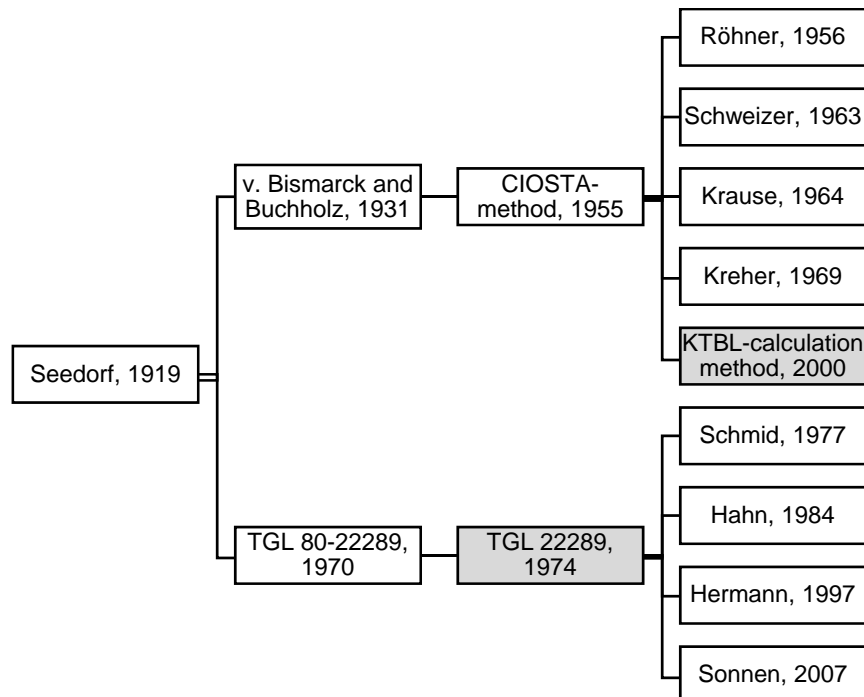 Seedorf, 1919
v. Bismarck and
Buchholz, 1931
CIOSTA-
method, 1955
Röhner, 1956
Schweizer, 1963
Krause, 1964
Kreher, 1969
KTBL-calculation
method, 2000
TGL 80-22289,
1970
TGL 22289,
1974
Schmid, 1977
Hahn, 1984
Hermann, 1997
Sonnen, 2007